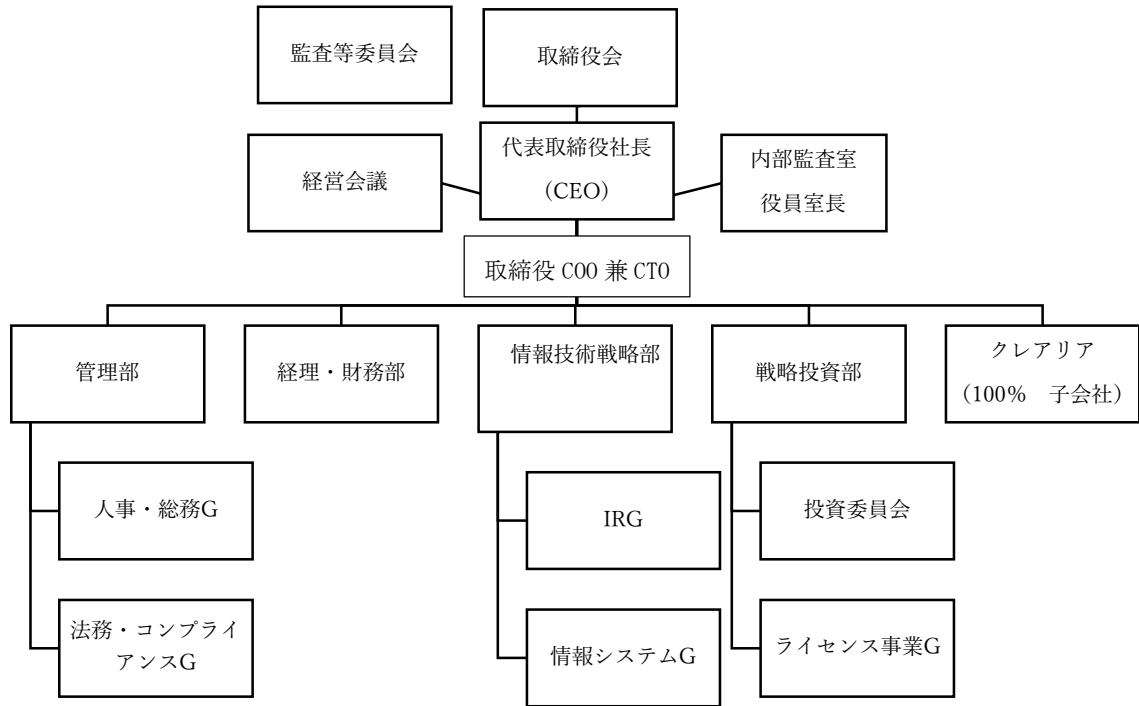 監査等委員会
取締役会
代表取締役社長
(CEO)
経営会議
内部監査室
役員室長
取締役 COO 兼 CTO
管理部
経理・財務部
情報技術戦略部
戦略投資部
クレアリア
(100%　子会社)
人事・総務G
IRG
投資委員会
法務・コンプライ
アンスG
情報システムG
ライセンス事業G